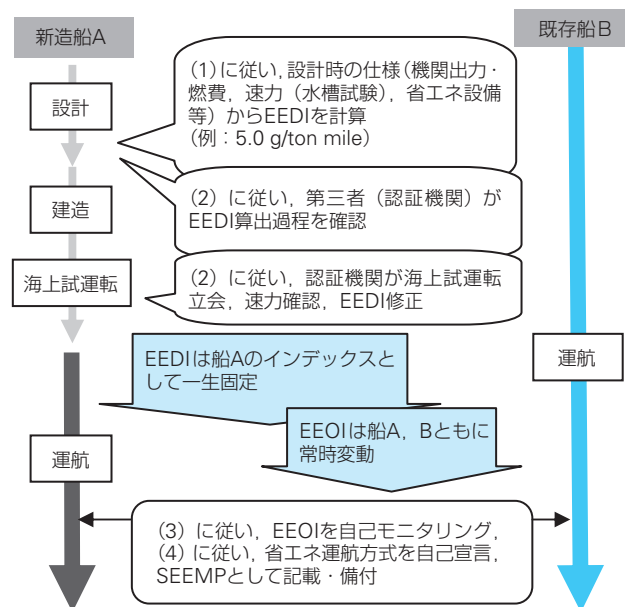 新造船A
既存船B
設計
(1)に従い,設計時の仕様(機関出力・
燃費,速力(水槽試験),省エネ設備
等)からEEDIを計算
(例:5.0 g/ton mile)
建造
(2)に従い,第三者(認証機関)が
EEDI算出過程を確認
海上試運転
(2)に従い,認証機関が海上試運転
立会,速力確認,EEDI修正
EEDIは船Aのインデックスと
して一生固定
運航
EEOIは船A,Bともに
常時変動
運航
(3)に従い,EEOIを自己モニタリング,
(4)に従い,省エネ運航方式を自己宣言,
SEEMPとして記載・備付